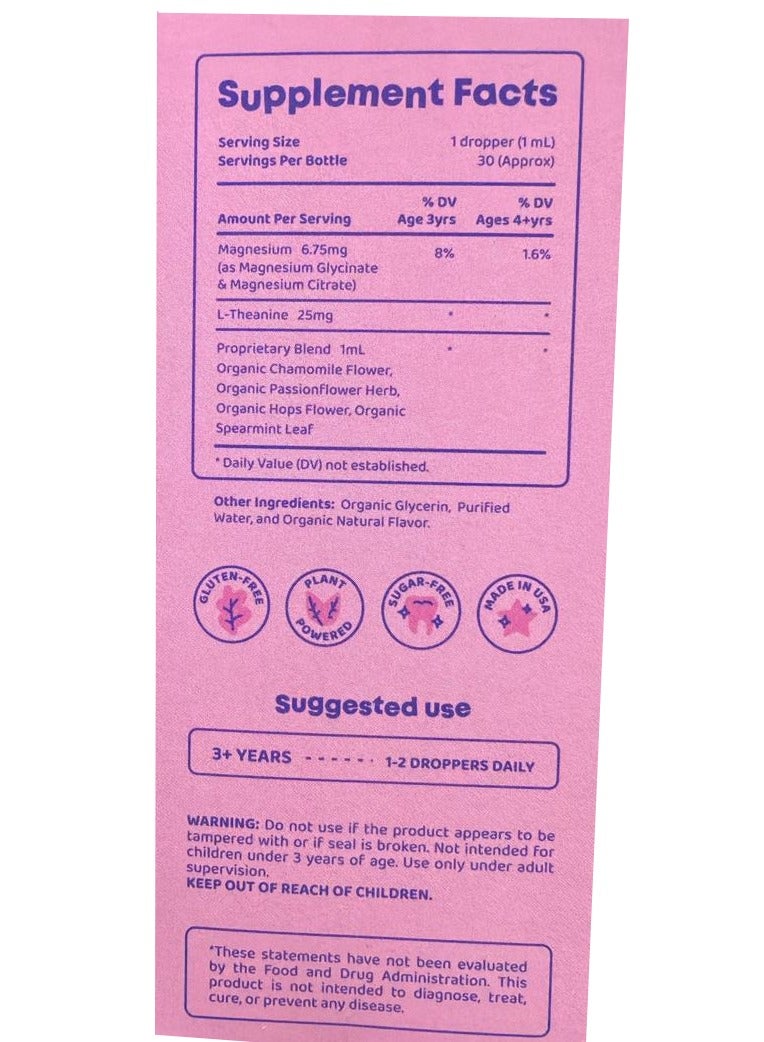 Supplement Facts
Serving Size 1 dropper (1 mL)
Servings Per Bottle 30 (Approx)
% DV % DV
Amount Per Serving Age 3yrs Ages 4+yrs
Magnesium 6.75mg 8% 1.6%
(as Magnesium Glycinate
& Magnesium Citrate)
L-Theanine 25mg * *
Proprietary Blend 1mL * *
Organic Chamomile Flower,
Organic Passionflower Herb,
Organic Hops Flower, Organic
Spearmint Leaf
* Daily Value (DV) not established.
Other Ingredients: Organic Glycerin, Purified
Water, and Organic Natural Flavor.
GLUTEN-FREE
PLANT
POWERED
SUGAR-FREE
MADE IN USA
Suggested use
3+ YEARS - - - - - - 1-2 DROPPERS DAILY
WARNING: Do not use if the product appears to be
tampered with or if seal is broken. Not intended for
children under 3 years of age. Use only under adult
supervision.
KEEP OUT OF REACH OF CHILDREN.
*These statements have not been evaluated
by the Food and Drug Administration. This
product is not intended to diagnose, treat,
cure, or prevent any disease.